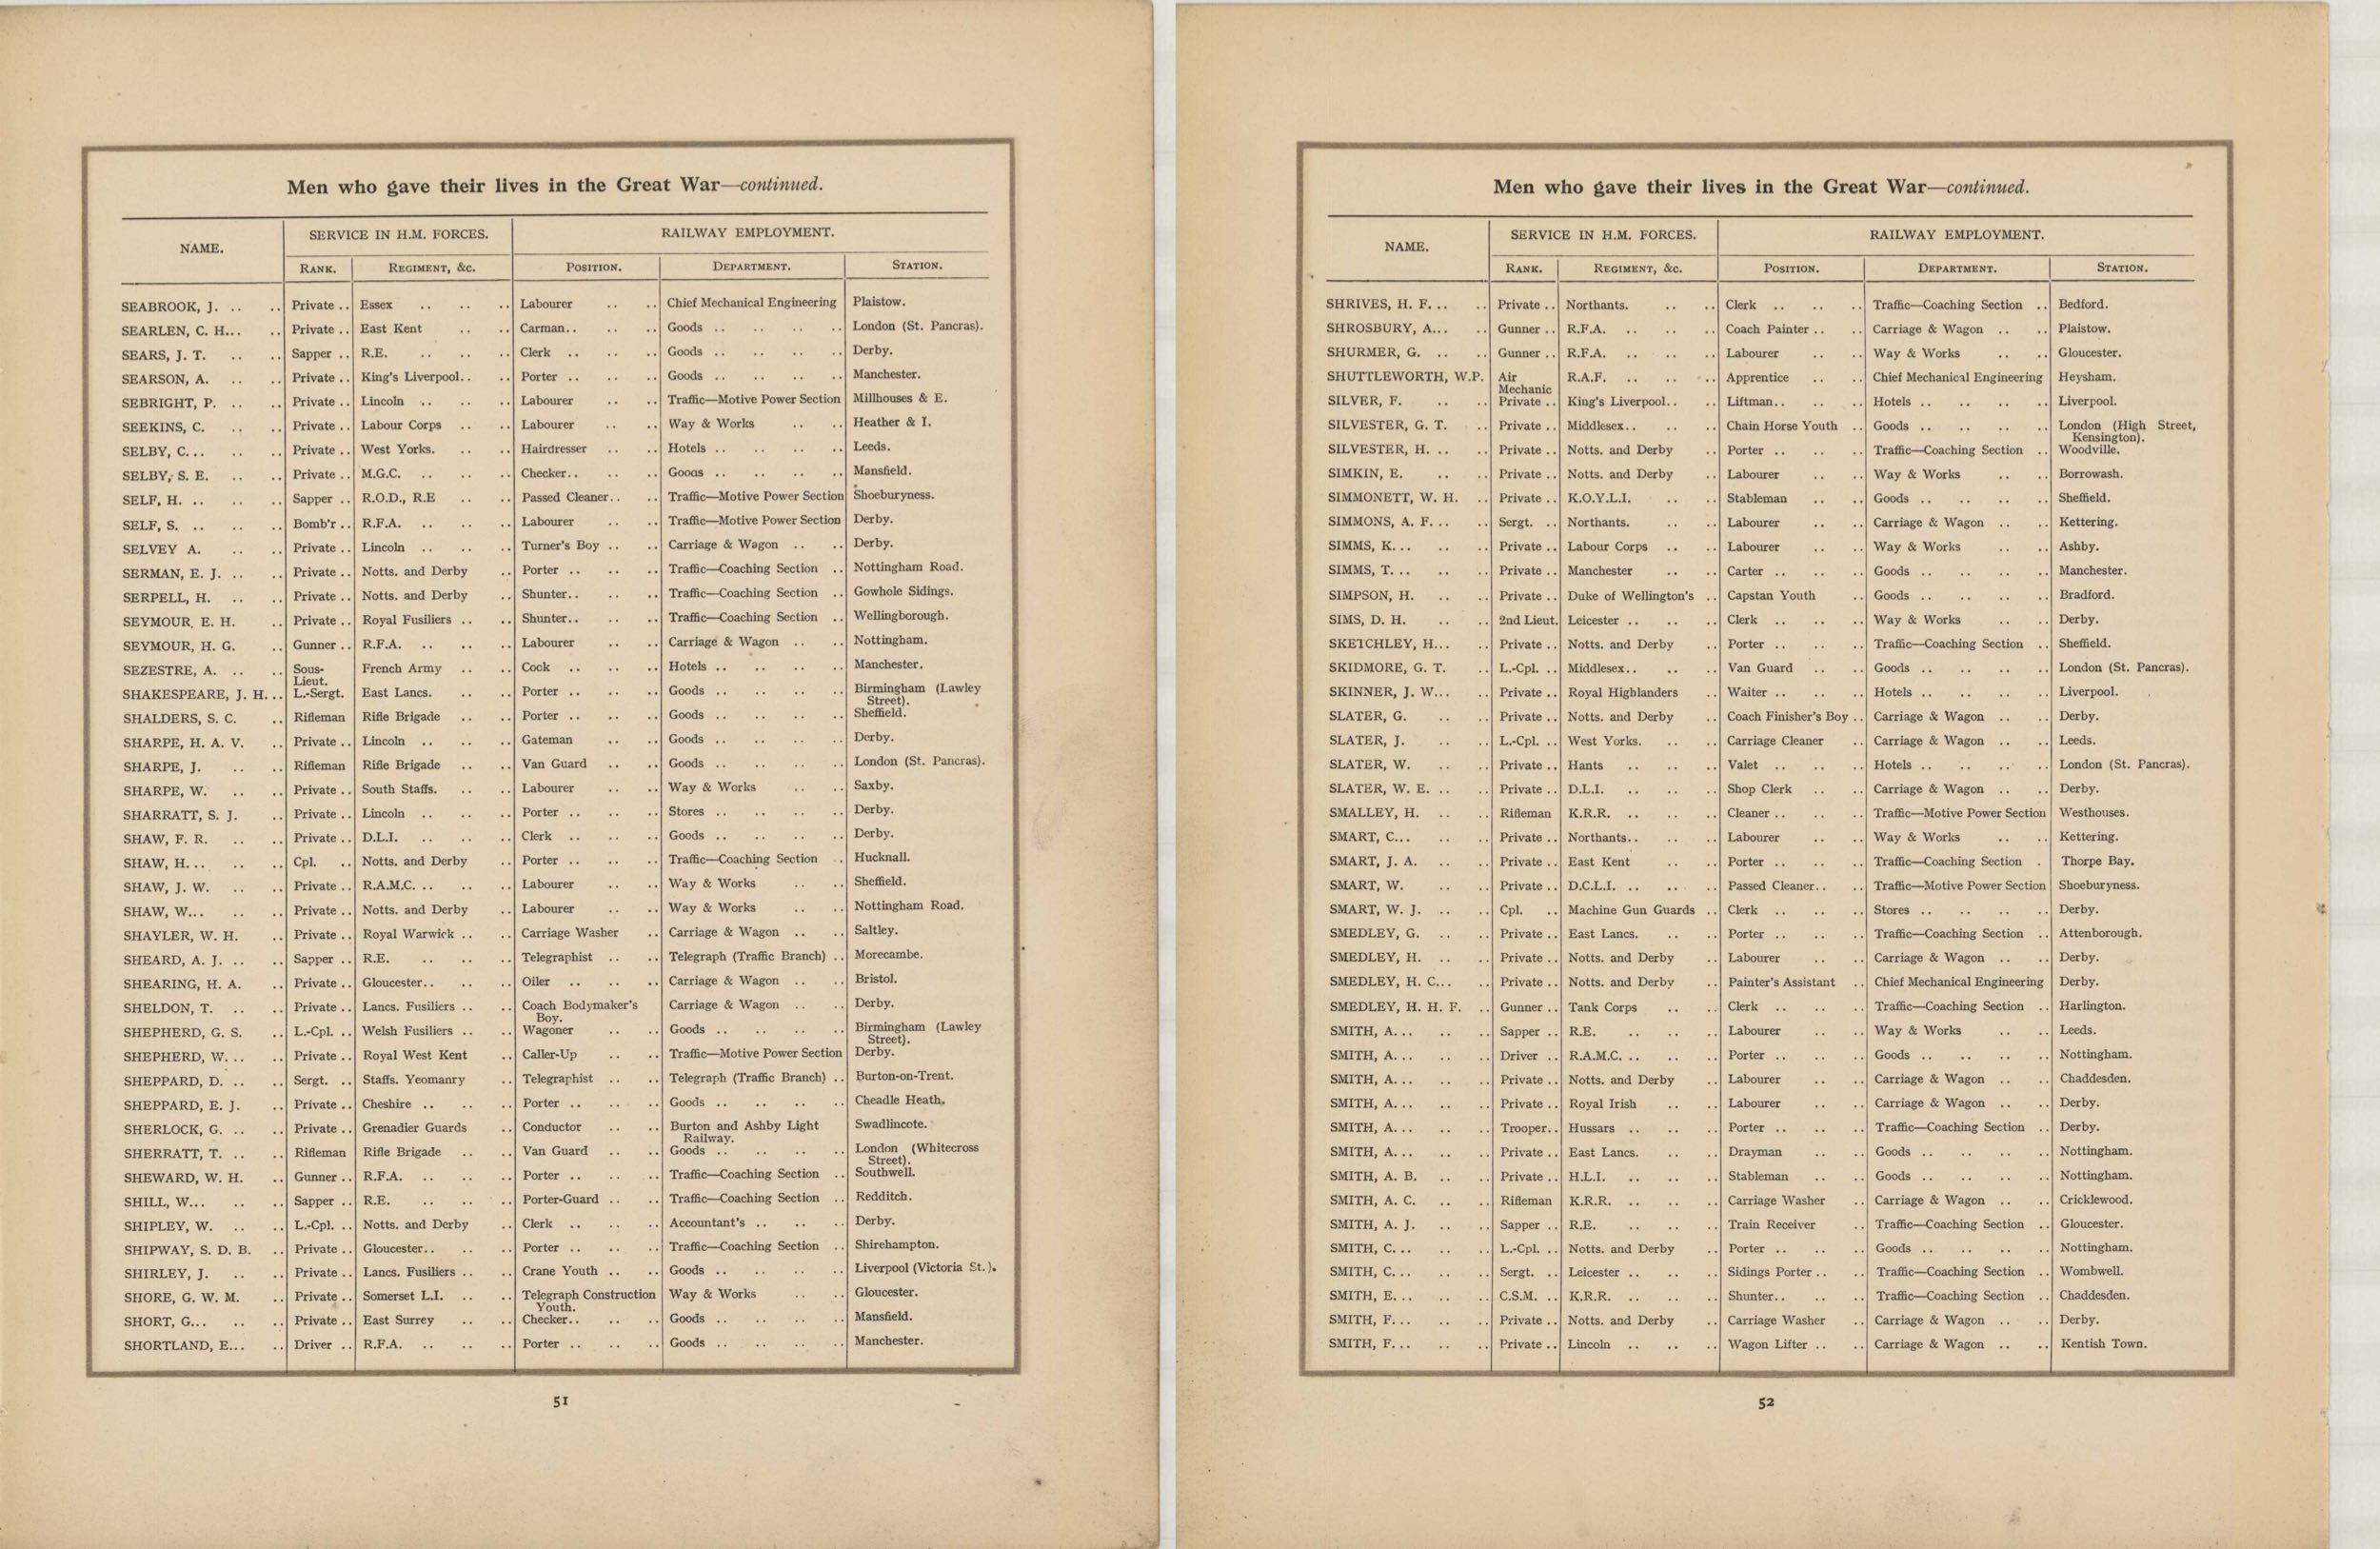 Men who gave their lives in the Great War—continued.
NAME. SERVICE IN H.M. FORCES. RAILWAY EMPLOYMENT.
RANK. REGIMENT, &c. POSITION. DEPARTMENT. STATION.
SEABROOK, J. .. .. Private .. Essex .. .. .. Labourer .. .. Chief Mechanical Engineering Plaistow.
SEARLEN, C. H... .. Private .. East Kent .. .. Carman.. .. .. Goods .. .. .. .. London (St. Pancras).
SEARS, J. T. .. .. Sapper .. R.E. .. .. .. Clerk .. .. .. Goods .. .. .. .. Derby.
SEARSON, A. .. .. Private .. King's Liverpool.. .. Porter .. .. .. Goods .. .. .. .. Manchester.
SEBRIGHT, P. .. .. Private .. Lincoln .. .. .. Labourer .. .. Traffic—Motive Power Section Millhouses & E.
SEEKINS, C. .. .. Private .. Labour Corps .. .. Labourer .. .. Way & Works .. .. Heather & I.
SELBY, C... .. .. Private .. West Yorks. .. .. Hairdresser .. .. Hotels .. .. .. .. Leeds.
SELBY, S. E. .. .. Private .. M.G.C. .. .. .. Checker.. .. .. Goods .. .. .. .. Mansfield.
SELF, H. .. .. .. Sapper .. R.O.D., R.E .. .. Passed Cleaner.. .. Traffic—Motive Power Section Shoeburyness.
SELF, S. .. .. .. Bomb'r .. R.F.A. .. .. .. Labourer .. .. Traffic—Motive Power Section Derby.
SELVEY A. .. .. Private .. Lincoln .. .. .. Turner's Boy .. .. Carriage & Wagon .. .. Derby.
SERMAN, E. J. .. .. Private .. Notts. and Derby .. Porter .. .. .. Traffic—Coaching Section .. Nottingham Road.
SERPELL, H. .. .. Private .. Notts. and Derby .. Shunter.. .. .. Traffic—Coaching Section .. Gowhole Sidings.
SEYMOUR, E. H. .. Private .. Royal Fusiliers .. .. Shunter.. .. .. Traffic—Coaching Section .. Wellingborough.
SEYMOUR, H. G. .. Gunner .. R.F.A. .. .. .. Labourer .. .. Carriage & Wagon .. .. Nottingham.
SEZESTRE, A. .. .. Sous- French Army .. .. Cock .. .. .. Hotels .. .. .. .. Manchester.
Lieut.
SHAKESPEARE, J. H... L.-Sergt. East Lancs. .. .. Porter .. .. .. Goods .. .. .. .. Birmingham (Lawley
Street).
SHALDERS, S. C. .. Rifleman Rifle Brigade .. .. Porter .. .. .. Goods .. .. .. .. Sheffield.
SHARPE, H. A. V. .. Private .. Lincoln .. .. .. Gateman .. .. Goods .. .. .. .. Derby.
SHARPE, J. .. .. Rifleman Rifle Brigade .. .. Van Guard .. .. Goods .. .. .. .. London (St. Pancras).
SHARPE, W. .. .. Private .. South Staffs. .. .. Labourer .. .. Way & Works .. .. Saxby.
SHARRATT, S. J. .. Private .. Lincoln .. .. .. Porter .. .. .. Stores .. .. .. .. Derby.
SHAW, F. R. .. .. Private .. D.L.I. .. .. .. Clerk .. .. .. Goods .. .. .. .. Derby.
SHAW, H... .. .. Cpl. .. Notts. and Derby .. Porter .. .. .. Traffic—Coaching Section .. Hucknall.
SHAW, J. W. .. .. Private .. R.A.M.C. .. .. .. Labourer .. .. Way & Works .. .. Sheffield.
SHAW, W... .. .. Private .. Notts. and Derby .. Labourer .. .. Way & Works .. .. Nottingham Road.
SHAYLER, W. H. .. Private .. Royal Warwick .. .. Carriage Washer .. Carriage & Wagon .. .. Saltley.
SHEARD, A. J. .. .. Sapper .. R.E. .. .. .. Telegraphist .. .. Telegraph (Traffic Branch) .. Morecambe.
SHEARING, H. A. .. Private .. Gloucester.. .. .. Oiler .. .. .. Carriage & Wagon .. .. Bristol.
SHELDON, T. .. .. Private .. Lancs. Fusiliers .. .. Coach Bodymaker's Carriage & Wagon .. .. Derby.
Boy.
SHEPHERD, G. S. .. L.-Cpl. .. Welsh Fusiliers .. .. Wagoner .. .. Goods .. .. .. .. Birmingham (Lawley
Street).
SHEPHERD, W... .. Private .. Royal West Kent .. Caller-Up .. .. Traffic—Motive Power Section Derby.
SHEPPARD, D. .. .. Sergt. .. Staffs. Yeomanry .. Telegraphist .. .. Telegraph (Traffic Branch) .. Burton-on-Trent.
SHEPPARD, E. J. .. Private .. Cheshire .. .. .. Porter .. .. .. Goods .. .. .. .. Cheadle Heath.
SHERLOCK, G. .. .. Private .. Grenadier Guards .. Conductor .. .. Burton and Ashby Light Swadlincote.
Railway.
SHERRATT, T. .. .. Rifleman Rifle Brigade .. .. Van Guard .. .. Goods .. .. .. .. London (Whitecross
Street).
SHEWARD, W. H. .. Gunner .. R.F.A. .. .. .. Porter .. .. .. Traffic—Coaching Section .. Southwell.
SHILL, W... .. .. Sapper .. R.E. .. .. .. Porter-Guard .. .. Traffic—Coaching Section .. Redditch.
SHIPLEY, W. .. .. L.-Cpl. .. Notts. and Derby .. Clerk .. .. .. Accountant's .. .. .. Derby.
SHIPWAY, S. D. B. .. Private .. Gloucester.. .. .. Porter .. .. .. Traffic—Coaching Section .. Shirehampton.
SHIRLEY, J. .. .. Private .. Lancs. Fusiliers .. .. Crane Youth .. .. Goods .. .. .. .. Liverpool (Victoria St.).
SHORE, G. W. M. .. Private .. Somerset L.I. .. .. Telegraph Construction Way & Works .. .. Gloucester.
Youth.
SHORT, G... .. .. Private .. East Surrey .. .. Checker.. .. .. Goods .. .. .. .. Mansfield.
SHORTLAND, E... .. Driver .. R.F.A. .. .. .. Porter .. .. .. Goods .. .. .. .. Manchester.
51
Men who gave their lives in the Great War—continued.
NAME. SERVICE IN H.M. FORCES. RAILWAY EMPLOYMENT.
RANK. REGIMENT, &c. POSITION. DEPARTMENT. STATION.
SHRIVES, H. F... .. Private .. Northants. .. .. Clerk .. .. .. Traffic—Coaching Section .. Bedford.
SHROSBURY, A... .. Gunner .. R.F.A. .. .. .. Coach Painter .. .. Carriage & Wagon .. .. Plaistow.
SHURMER, G. .. .. Gunner .. R.F.A. .. .. .. Labourer .. .. Way & Works .. .. Gloucester.
SHUTTLEWORTH, W.P. Air R.A.F. .. .. .. Apprentice .. .. Chief Mechanical Engineering Heysham.
Mechanic
SILVER, F. .. .. Private .. King's Liverpool.. .. Liftman.. .. .. Hotels .. .. .. .. Liverpool.
SILVESTER, G. T. .. Private .. Middlesex.. .. .. Chain Horse Youth .. Goods .. .. .. .. London (High Street,
Kensington).
SILVESTER, H. .. .. Private .. Notts. and Derby .. Porter .. .. .. Traffic—Coaching Section .. Woodville.
SIMKIN, E. .. .. Private .. Notts. and Derby .. Labourer .. .. Way & Works .. .. Borrowash.
SIMMONETT, W. H. .. Private .. K.O.Y.L.I. .. .. Stableman .. .. Goods .. .. .. .. Sheffield.
SIMMONS, A. F... .. Sergt. .. Northants. .. .. Labourer .. .. Carriage & Wagon .. .. Kettering.
SIMMS, K... .. .. Private .. Labour Corps .. .. Labourer .. .. Way & Works .. .. Ashby.
SIMMS, T... .. .. Private .. Manchester .. .. Carter .. .. .. Goods .. .. .. .. Manchester.
SIMPSON, H. .. .. Private .. Duke of Wellington's .. Capstan Youth .. Goods .. .. .. .. Bradford.
SIMS, D. H. .. .. 2nd Lieut. Leicester .. .. .. Clerk .. .. .. Way & Works .. .. Derby.
SKETCHLEY, H... .. Private .. Notts. and Derby .. Porter .. .. .. Traffic—Coaching Section .. Sheffield.
SKIDMORE, G. T. .. L.-Cpl. .. Middlesex.. .. .. Van Guard .. .. Goods .. .. .. .. London (St. Pancras).
SKINNER, J. W... .. Private .. Royal Highlanders .. Waiter .. .. .. Hotels .. .. .. .. Liverpool.
SLATER, G. .. .. Private .. Notts. and Derby .. Coach Finisher's Boy .. Carriage & Wagon .. .. Derby.
SLATER, J. .. .. L.-Cpl. .. West Yorks. .. .. Carriage Cleaner .. Carriage & Wagon .. .. Leeds.
SLATER, W. .. .. Private .. Hants .. .. .. Valet .. .. .. Hotels .. .. .. .. London (St. Pancras).
SLATER, W. E. .. .. Private .. D.L.I. .. .. .. Shop Clerk .. .. Carriage & Wagon .. .. Derby.
SMALLEY, H. .. .. Rifleman K.R.R. .. .. .. Cleaner .. .. .. Traffic—Motive Power Section Westhouses.
SMART, C... .. .. Private .. Northants.. .. .. Labourer .. .. Way & Works .. .. Kettering.
SMART, J. A. .. .. Private .. East Kent .. .. Porter .. .. .. Traffic—Coaching Section . Thorpe Bay.
SMART, W. .. .. Private .. D.C.L.I. .. .. .. Passed Cleaner.. .. Traffic—Motive Power Section Shoeburyness.
SMART, W. J. .. .. Cpl. .. Machine Gun Guards .. Clerk .. .. .. Stores .. .. .. .. Derby.
SMEDLEY, G. .. .. Private .. East Lancs. .. .. Porter .. .. .. Traffic—Coaching Section .. Attenborough.
SMEDLEY, H. .. .. Private .. Notts. and Derby .. Labourer .. .. Carriage & Wagon .. .. Derby.
SMEDLEY, H. C... .. Private .. Notts. and Derby .. Painter's Assistant .. Chief Mechanical Engineering Derby.
SMEDLEY, H. H. F. .. Gunner .. Tank Corps .. .. Clerk .. .. .. Traffic—Coaching Section .. Harlington.
SMITH, A... .. .. Sapper .. R.E. .. .. .. Labourer .. .. Way & Works .. .. Leeds.
SMITH, A... .. .. Driver .. R.A.M.C. .. .. .. Porter .. .. .. Goods .. .. .. .. Nottingham.
SMITH, A... .. .. Private .. Notts. and Derby .. Labourer .. .. Carriage & Wagon .. .. Chaddesden.
SMITH, A... .. .. Private .. Royal Irish .. .. Labourer .. .. Carriage & Wagon .. .. Derby.
SMITH, A... .. .. Trooper.. Hussars .. .. .. Porter .. .. .. Traffic—Coaching Section .. Derby.
SMITH, A... .. .. Private .. East Lancs. .. .. Drayman .. .. Goods .. .. .. .. Nottingham.
SMITH, A. B. .. .. Private .. H.L.I. .. .. .. Stableman .. .. Goods .. .. .. .. Nottingham.
SMITH, A. C. .. .. Rifleman K.R.R. .. .. .. Carriage Washer .. Carriage & Wagon .. .. Cricklewood.
SMITH, A. J. .. .. Sapper .. R.E. .. .. .. Train Receiver .. Traffic—Coaching Section .. Gloucester.
SMITH, C... .. .. L.-Cpl. .. Notts. and Derby .. Porter .. .. .. Goods .. .. .. .. Nottingham.
SMITH, C... .. .. Sergt. .. Leicester .. .. .. Sidings Porter .. .. Traffic—Coaching Section .. Wombwell.
SMITH, E... .. .. C.S.M. .. K.R.R. .. .. .. Shunter.. .. .. Traffic—Coaching Section .. Chaddesden.
SMITH, F... .. .. Private .. Notts. and Derby .. Carriage Washer .. Carriage & Wagon .. .. Derby.
SMITH, F... .. .. Private .. Lincoln .. .. .. Wagon Lifter .. .. Carriage & Wagon .. .. Kentish Town.
52